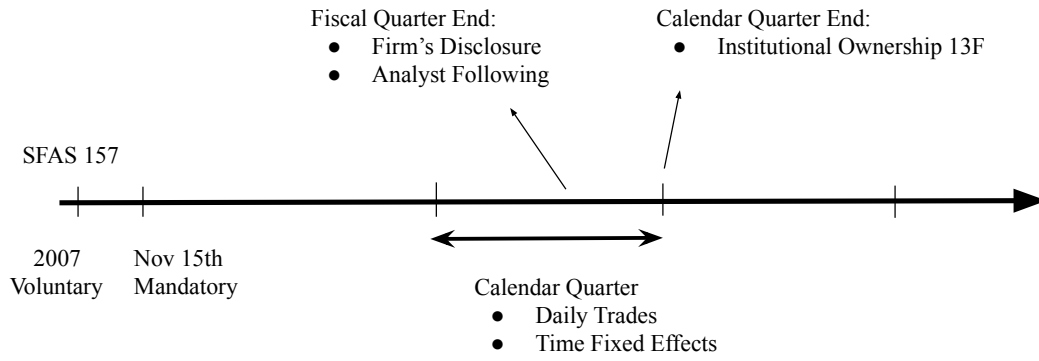 Fiscal Quarter End:
● Firm's Disclosure
● Analyst Following
Calendar Quarter End:
● Institutional Ownership 13F
SFAS 157
2007
Voluntary
Nov 15th
Mandatory
Calendar Quarter
● Daily Trades
● Time Fixed Effects